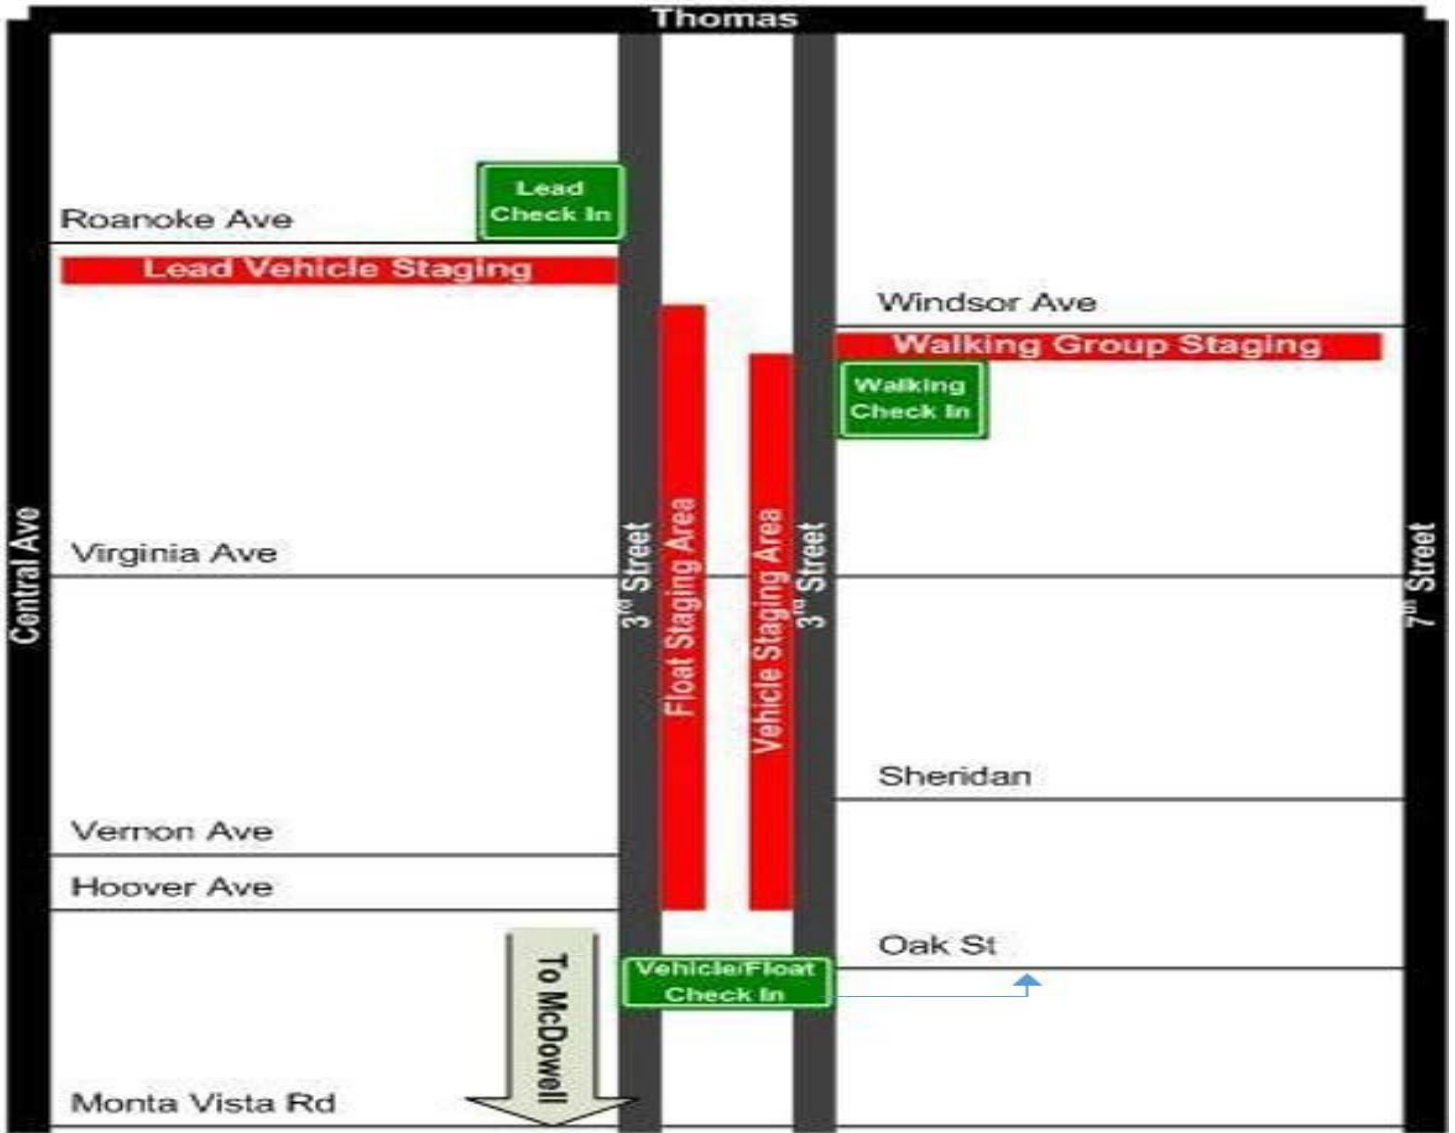 Thomas
Lead
Check In
Roanoke Ave
Lead Vehicle Staging
Windsor Ave
Walking Group Staging
Walking
Check In
Central Ave
Virginia Ave
3rd Street
Float Staging Area
Vehicle Staging Area
3rd Street
7th Street
Sheridan
Vernon Ave
Hoover Ave
Oak St
To McDowell
Vehicle/Float
Check In
Monta Vista Rd